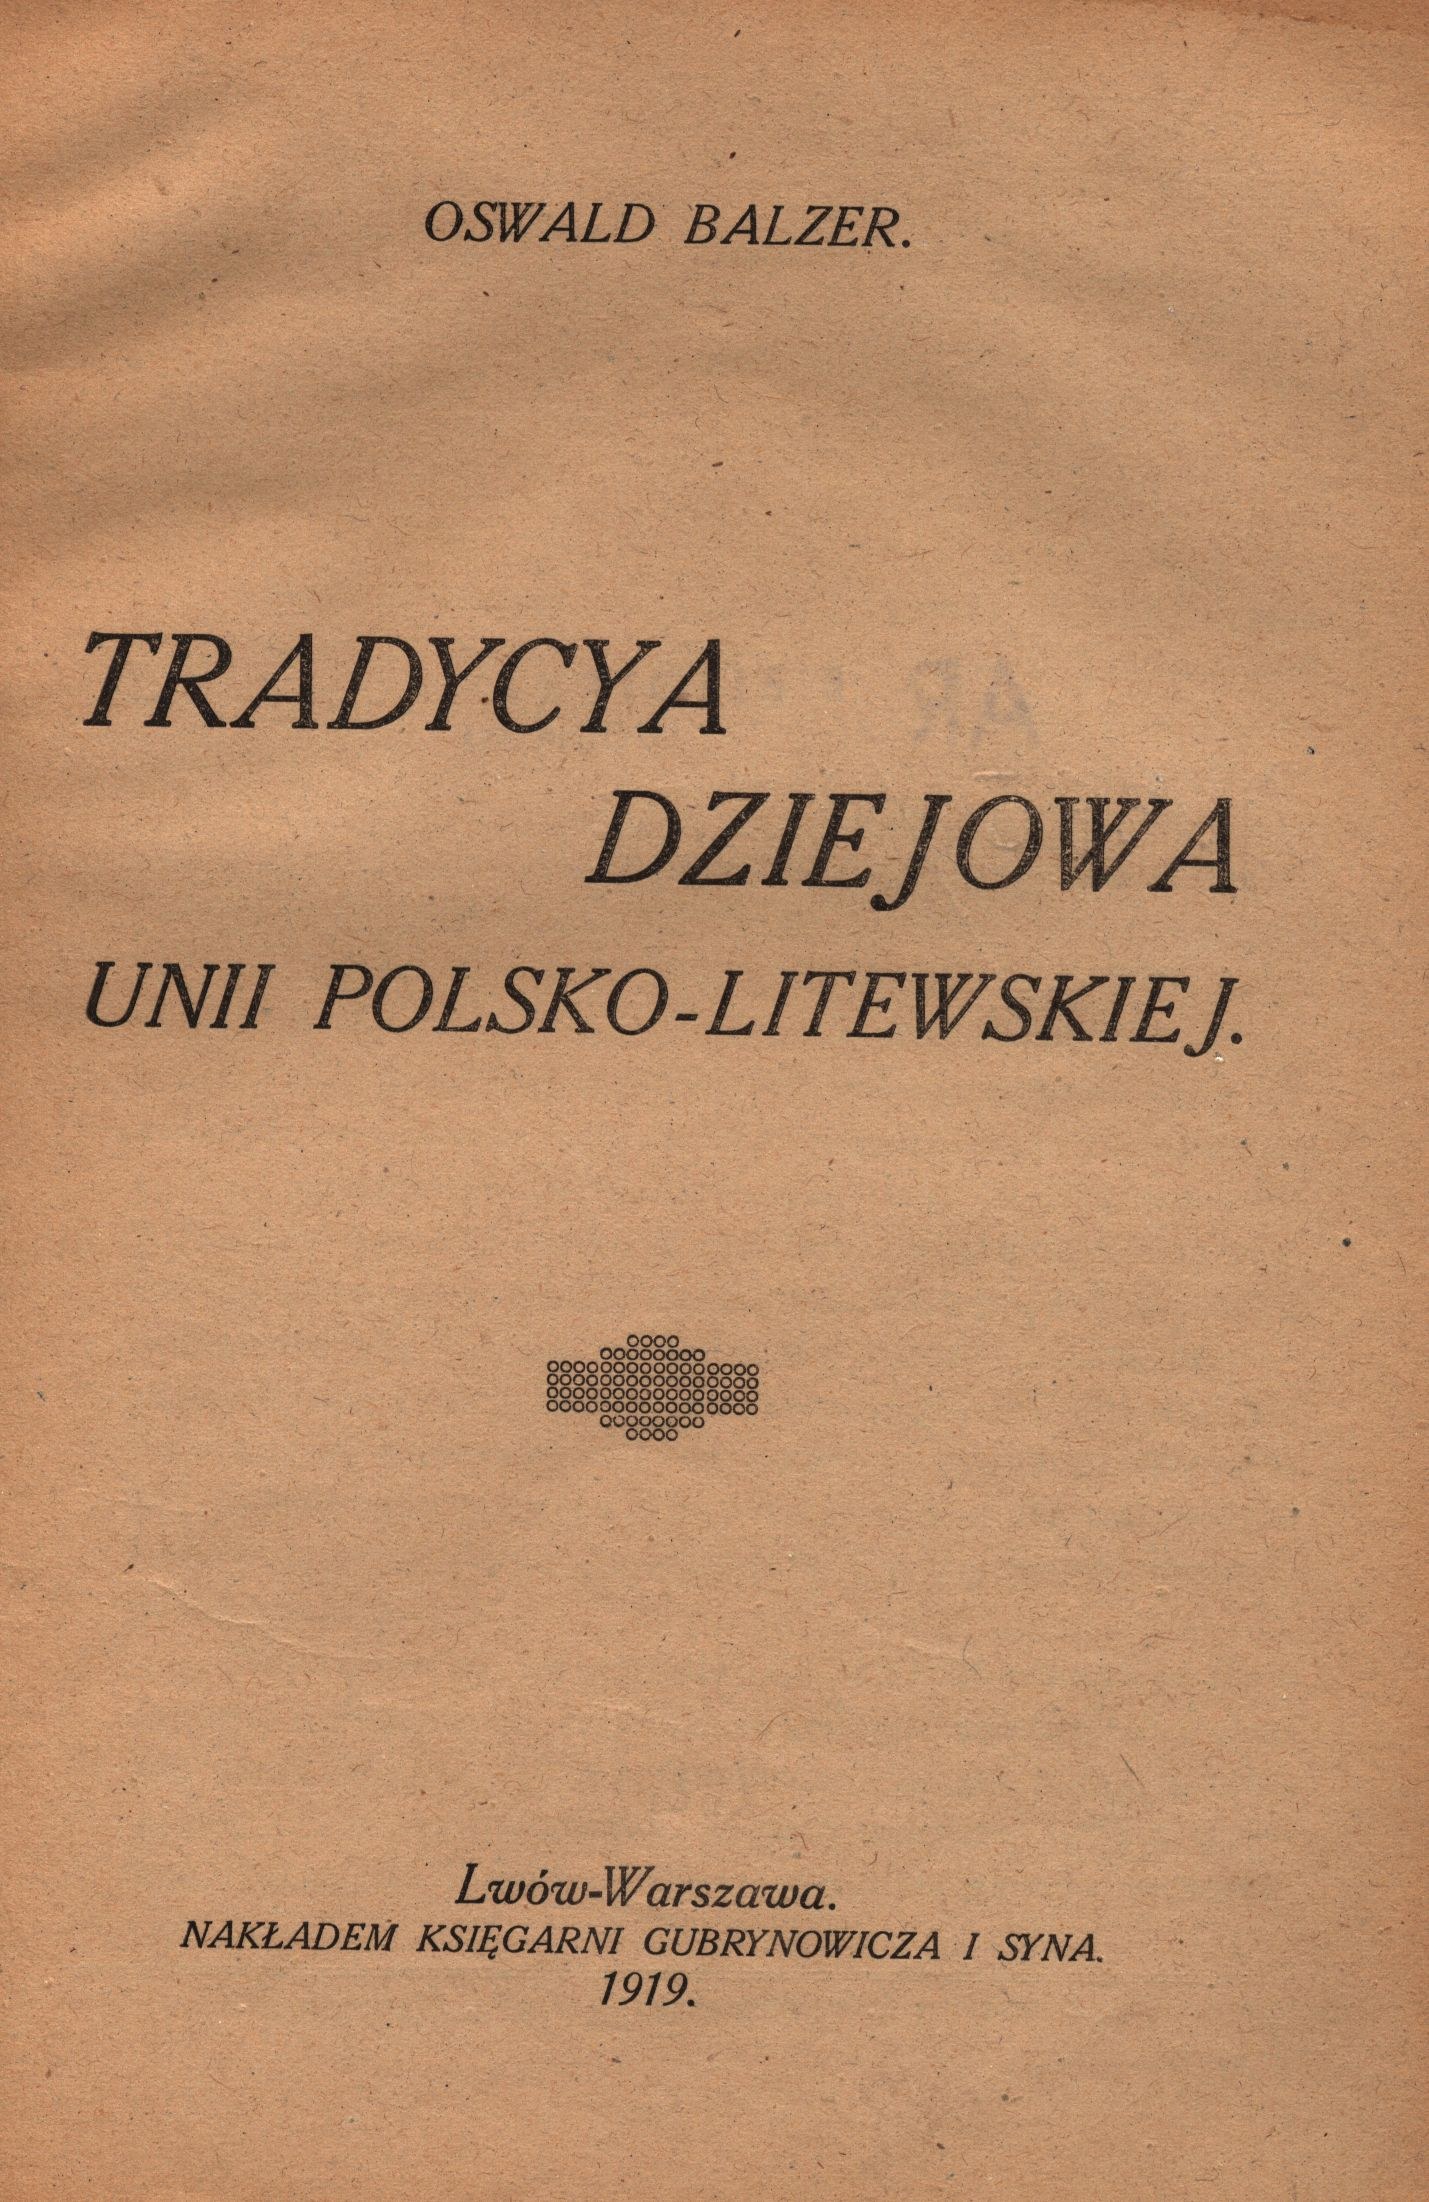 OSWALD BALZER.
TRADYCYA
DZIEJOWA
UNII POLSKO-LITEWSKIEJ.
Lwów-Warszawa.
NAKŁADEM KSIĘGARNI GUBRYNOWICZA I SYNA.
1919.